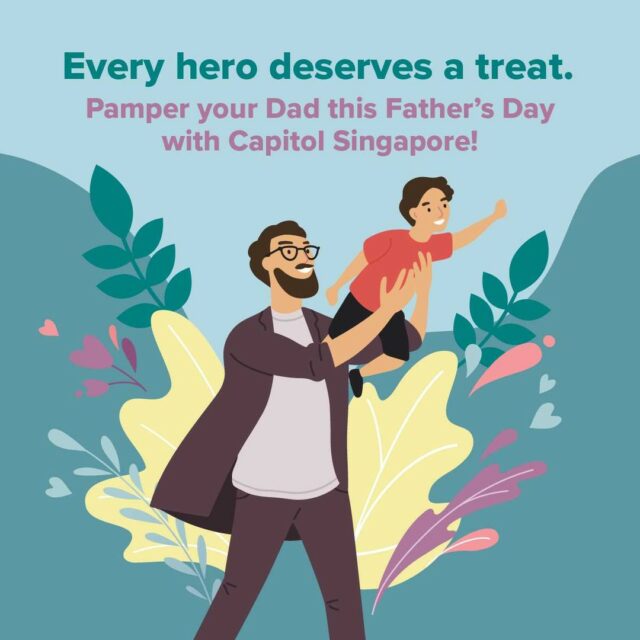 Every hero deserves a treat.
Pamper your Dad this Father’s Day
with Capitol Singapore!